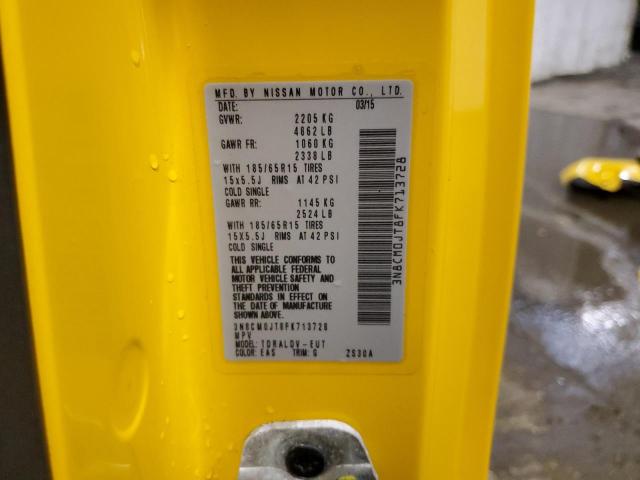 MFD. BY NISSAN MOTOR CO., LTD.
DATE: 03/15
GVWR: 2205 KG
4862 LB
GAWR FR: 1060 KG
2338 LB
WITH 185/65R15 TIRES
15x5.5J RIMS AT 42 PSI
COLD SINGLE
GAWR RR: 1145 KG
2524 LB
WITH 185/65R15 TIRES
15X5.5J RIMS AT 42 PSI
COLD SINGLE
THIS VEHICLE CONFORMS TO
ALL APPLICABLE FEDERAL
MOTOR VEHICLE SAFETY AND
THEFT PREVENTION
STANDARDS IN EFFECT ON
THE DATE OF MANUFACTURE
SHOWN ABOVE.
3N8CM0JT8FK713728
MPV
MODEL: TDRALDV-EUT
COLOR: EAS TRIM: G ZS30A
3N8CM0JT8FK713728